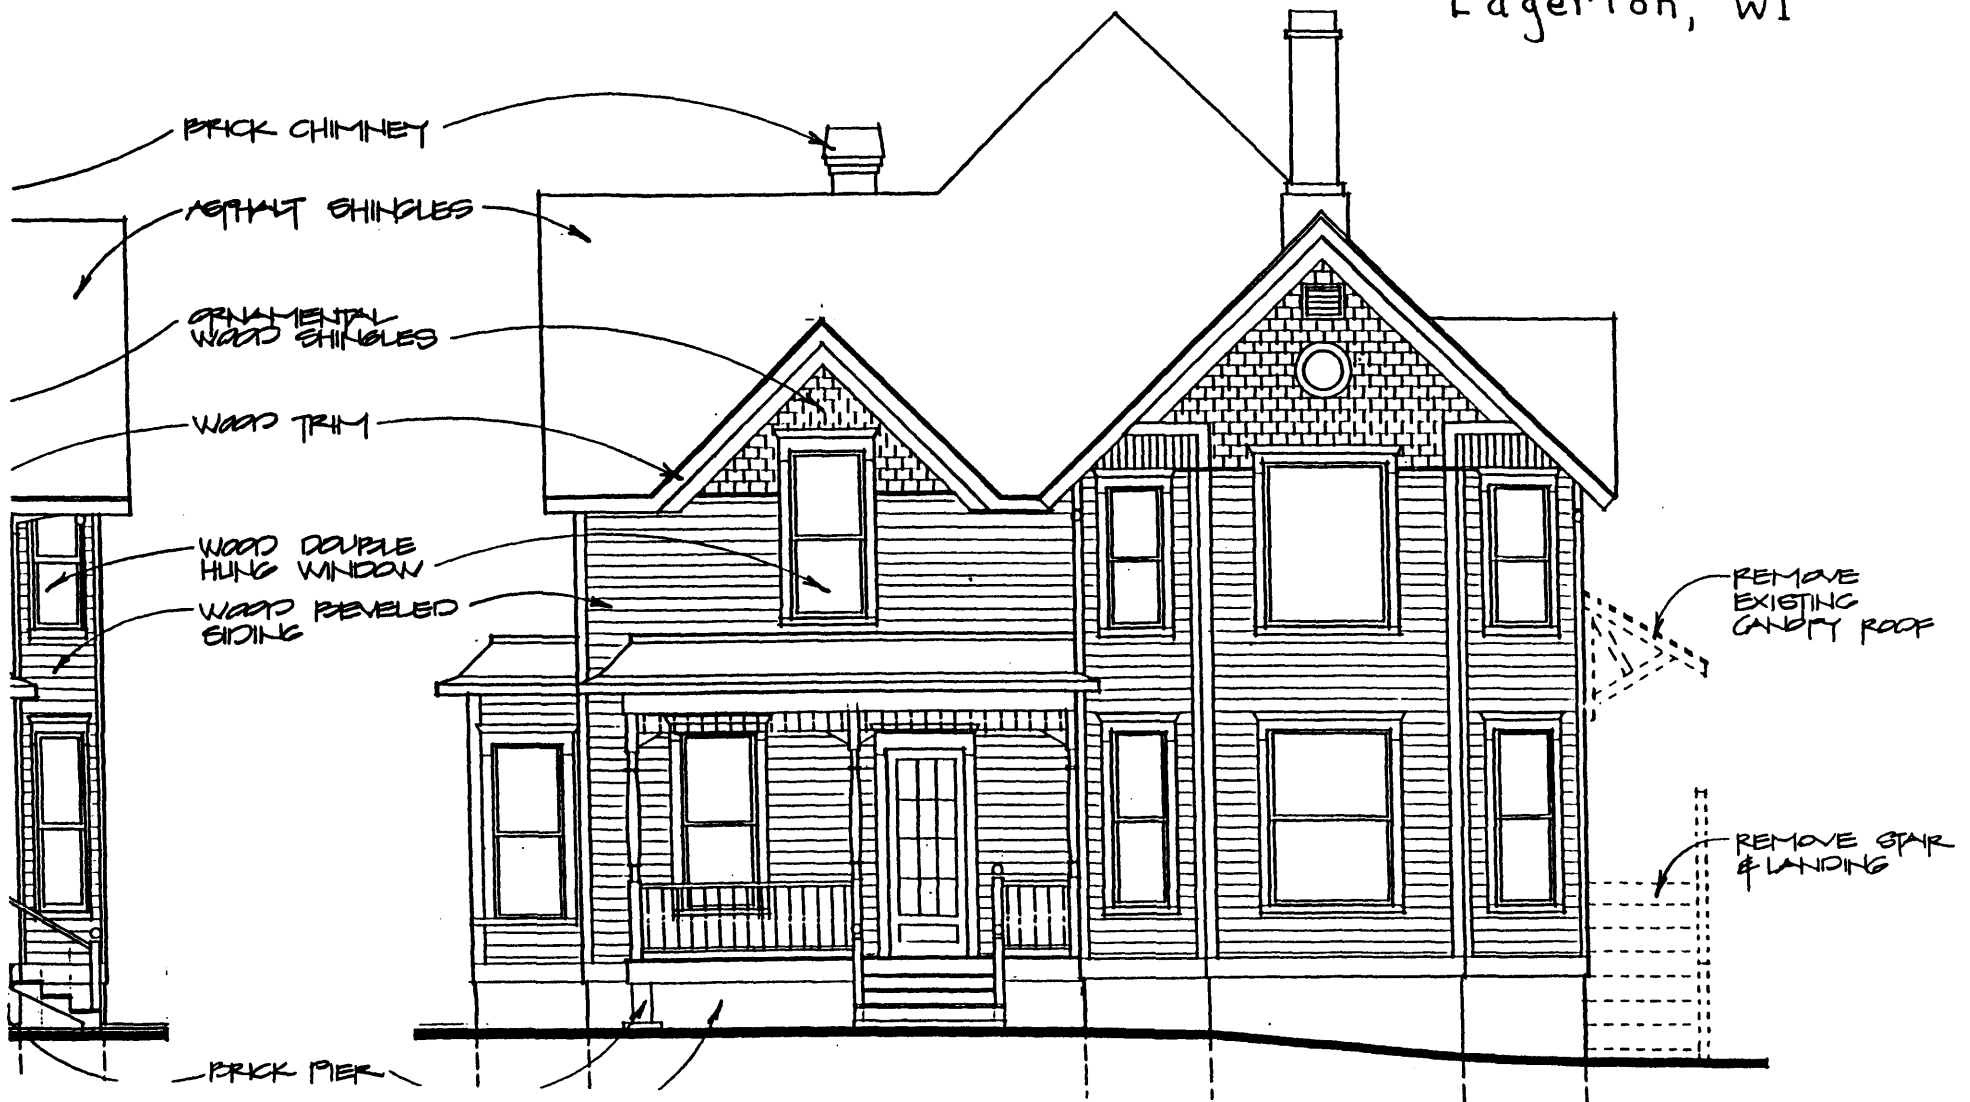 Edgerton, WI
BRICK CHIMNEY
ASPHALT SHINGLES
ORNAMENTAL
WOOD SHINGLES
WOOD TRIM
WOOD DOUBLE
HUNG WINDOW
WOOD BEVELED
SIDING
REMOVE
EXISTING
CANOPY ROOF
REMOVE STAIR
& LANDING
BRICK PIER